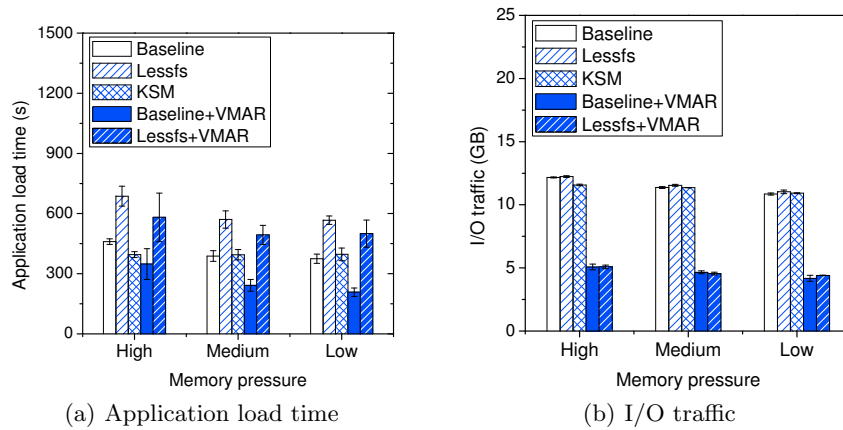 1500
1200
900
600
300
0
Application load time (s)
Baseline
Lessfs
KSM
Baseline+VMAR
Lessfs+VMAR
High Medium Low
Memory pressure
(a) Application load time
25
20
15
10
5
0
I/O traffic (GB)
Baseline
Lessfs
KSM
Baseline+VMAR
Lessfs+VMAR
High Medium Low
Memory pressure
(b) I/O traffic